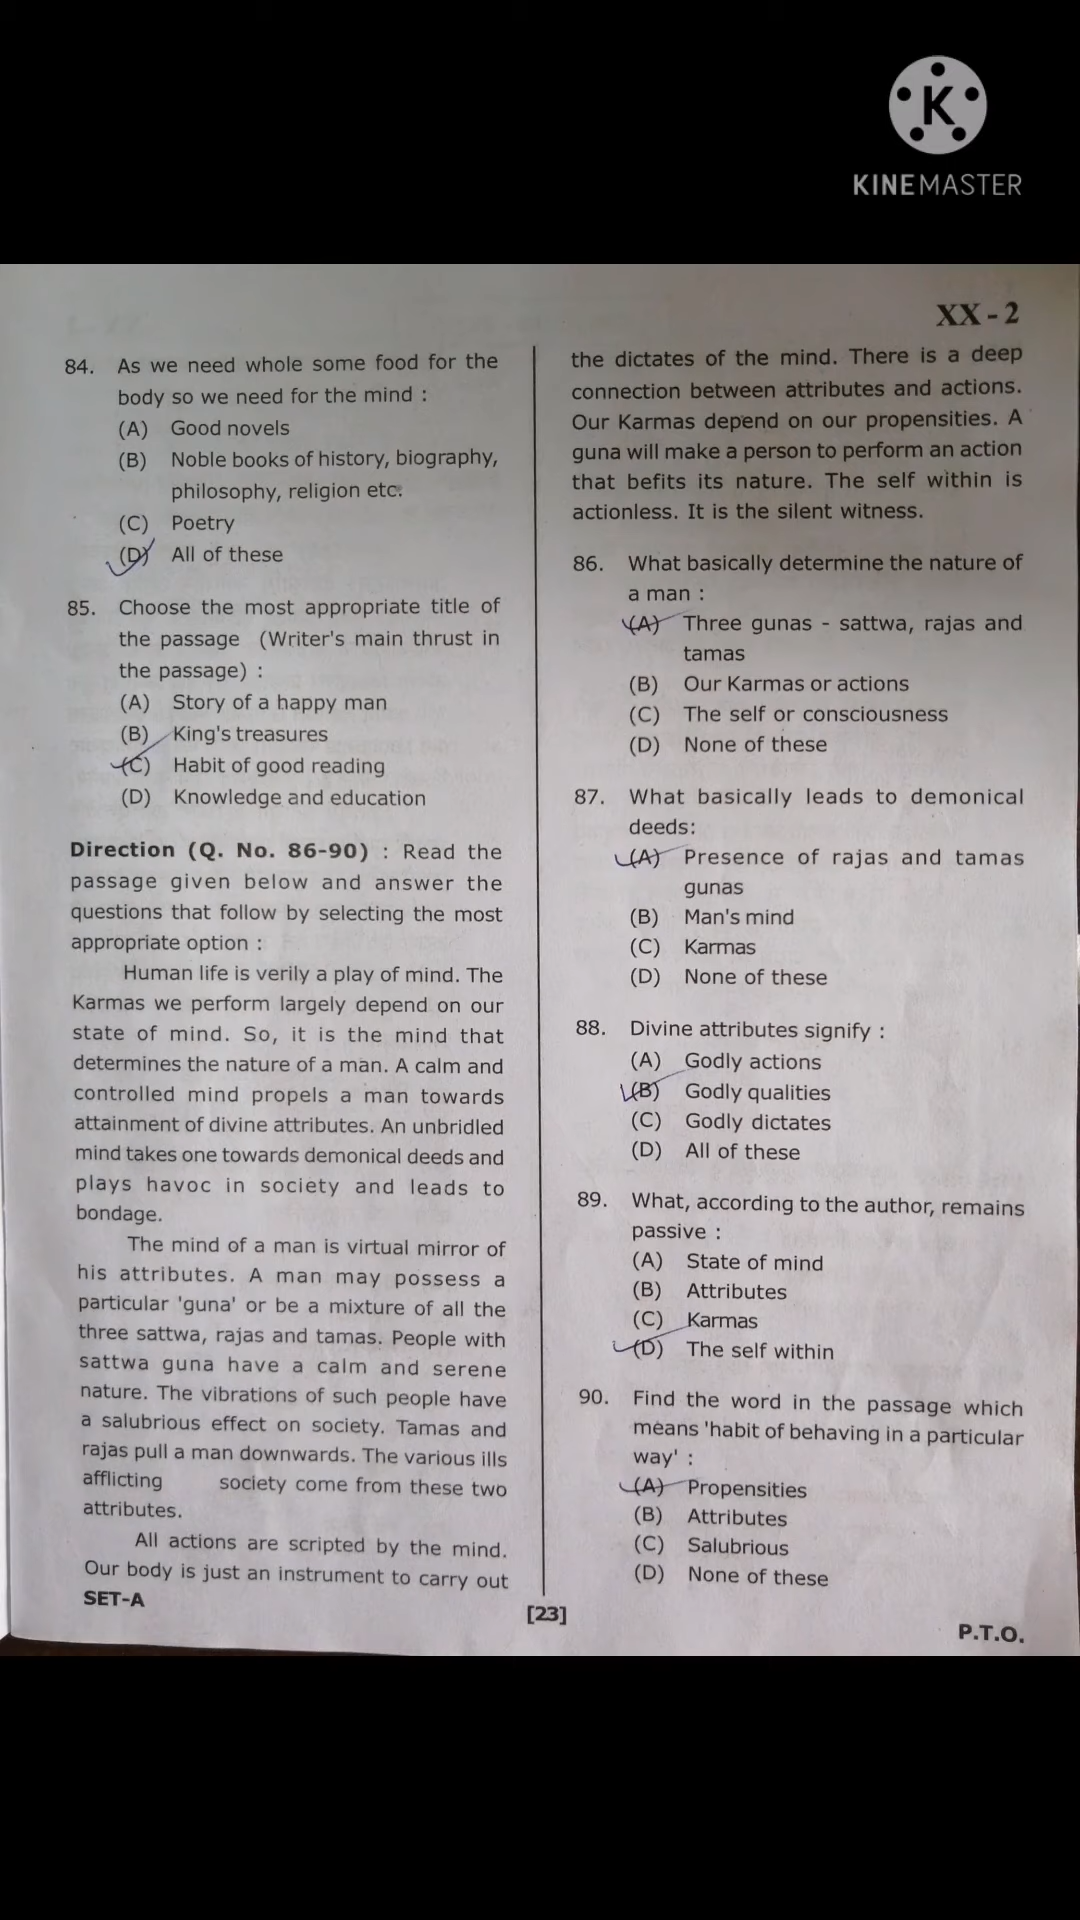 K
KINEMASTER
XX - 2
84. As we need whole some food for the
body so we need for the mind :
(A) Good novels
(B) Noble books of history, biography,
philosophy, religion etc.
(C) Poetry
(D) All of these
85. Choose the most appropriate title of
the passage (Writer's main thrust in
the passage) :
(A) Story of a happy man
(B) King's treasures
(C) Habit of good reading
(D) Knowledge and education
Direction (Q. No. 86-90) : Read the
passage given below and answer the
questions that follow by selecting the most
appropriate option :
Human life is verily a play of mind. The
Karmas we perform largely depend on our
state of mind. So, it is the mind that
determines the nature of a man. A calm and
controlled mind propels a man towards
attainment of divine attributes. An unbridled
mind takes one towards demonical deeds and
plays havoc in society and leads to
bondage.
The mind of a man is virtual mirror of
his attributes. A man may possess a
particular 'guna' or be a mixture of all the
three sattwa, rajas and tamas. People with
sattwa guna have a calm and serene
nature. The vibrations of such people have
a salubrious effect on society. Tamas and
rajas pull a man downwards. The various ills
afflicting society come from these two
attributes.
All actions are scripted by the mind.
Our body is just an instrument to carry out
the dictates of the mind. There is a deep
connection between attributes and actions.
Our Karmas depend on our propensities. A
guna will make a person to perform an action
that befits its nature. The self within is
actionless. It is the silent witness.
86. What basically determine the nature of
a man :
(A) Three gunas - sattwa, rajas and
tamas
(B) Our Karmas or actions
(C) The self or consciousness
(D) None of these
87. What basically leads to demonical
deeds:
(A) Presence of rajas and tamas
gunas
(B) Man's mind
(C) Karmas
(D) None of these
88. Divine attributes signify :
(A) Godly actions
(B) Godly qualities
(C) Godly dictates
(D) All of these
89. What, according to the author, remains
passive :
(A) State of mind
(B) Attributes
(C) Karmas
(D) The self within
90. Find the word in the passage which
means 'habit of behaving in a particular
way' :
(A) Propensities
(B) Attributes
(C) Salubrious
(D) None of these
SET-A
[23]
P.T.O.